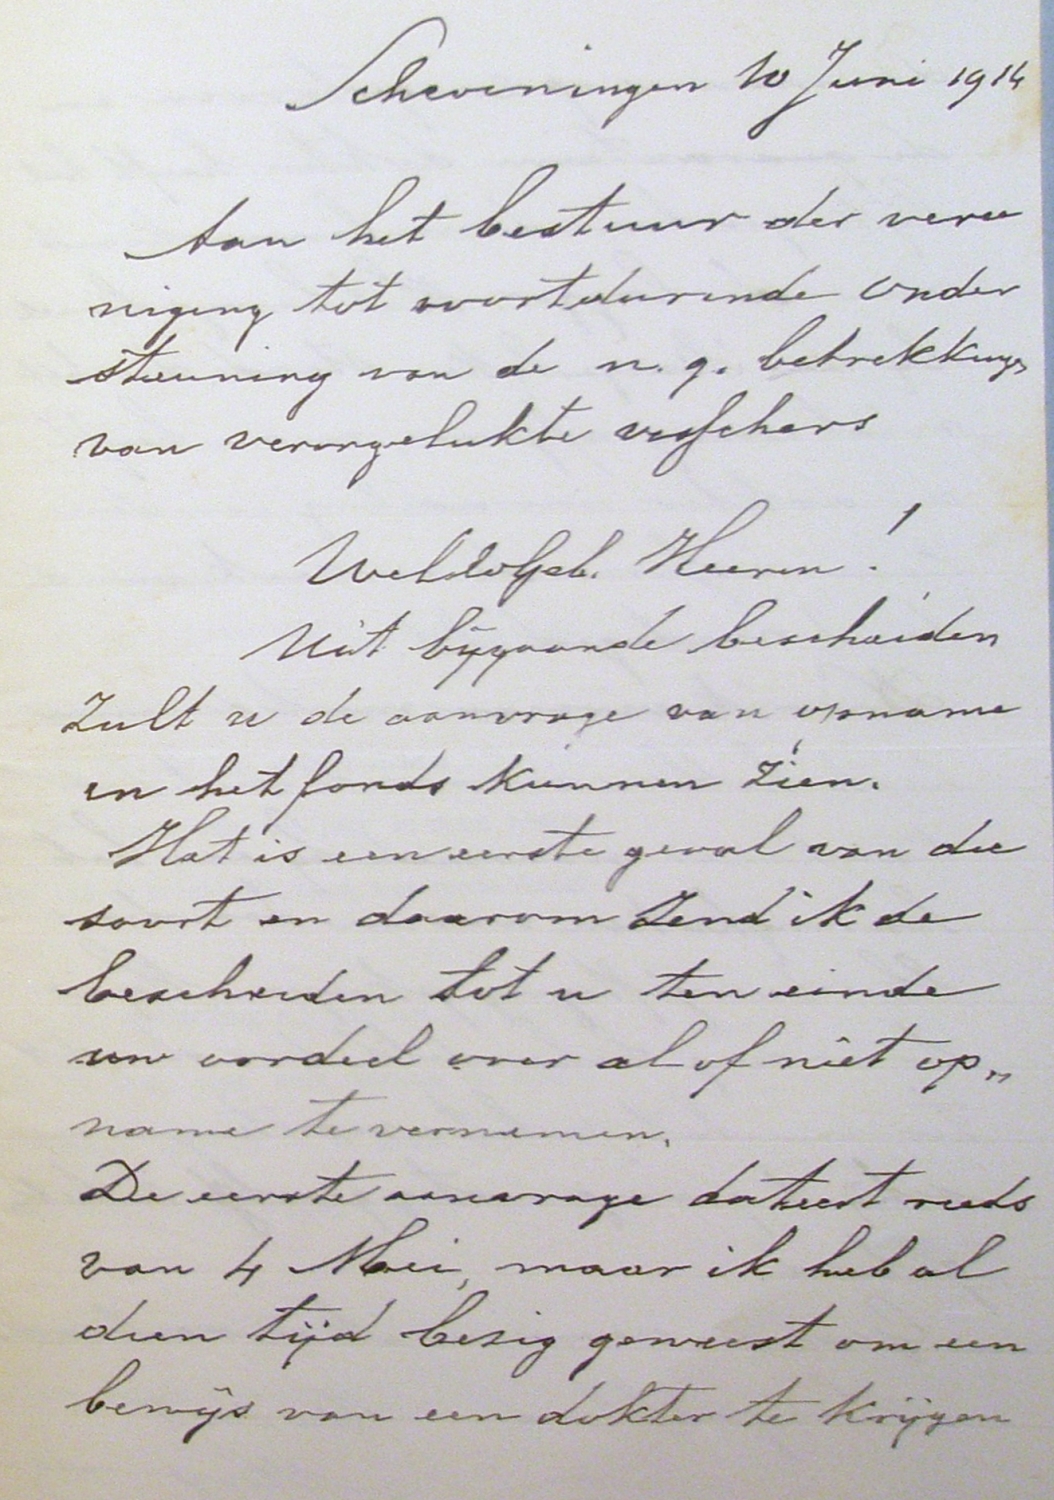 Scheveningen 10 Juni 1914
Aan het bestuur der veree
niging tot voortdurende onder
steuning van de n. g. betrekkingen
van verongelukte visschers
WelEdlGeb. Heeren!
Uit bijgaande bescheiden
zult u de aanvrage van opname
in het fonds kunnen zien.
Het is een eerste geval van die
soort en daarom zend ik de
bescheiden tot u ten einde
uw oordeel over al of niet op„
name te vernemen.
De eerste aanvrage dateert reeds
van 4 Mei, maar ik heb al
dien tijd bezig geweest om een
bewijs van een dokter te krijgen